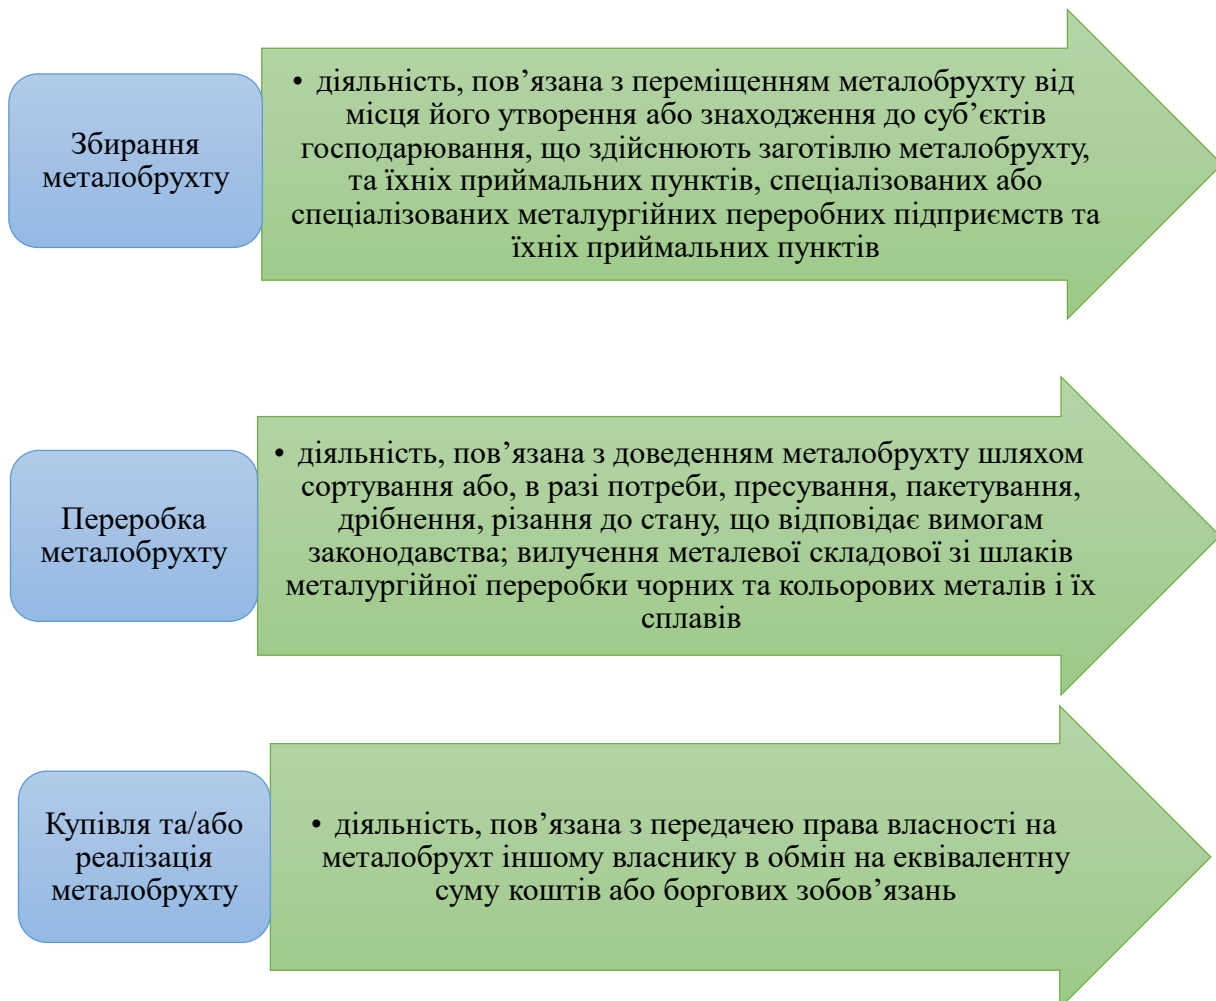 Збирання
металобрухту
• діяльність, пов’язана з переміщенням металобрухту від
місця його утворення або знаходження до суб’єктів
господарювання, що здійснюють заготівлю металобрухту,
та їхніх приймальних пунктів, спеціалізованих або
спеціалізованих металургійних переробних підприємств та
їхніх приймальних пунктів
Переробка
металобрухту
• діяльність, пов’язана з доведенням металобрухту шляхом
сортування або, в разі потреби, пресування, пакетування,
дрібнення, різання до стану, що відповідає вимогам
законодавства; вилучення металевої складової зі шлаків
металургійної переробки чорних та кольорових металів і їх
сплавів
Купівля та/або
реалізація
металобрухту
• діяльність, пов’язана з передачею права власності на
металобрухт іншому власнику в обмін на еквівалентну
суму коштів або боргових зобов’язань